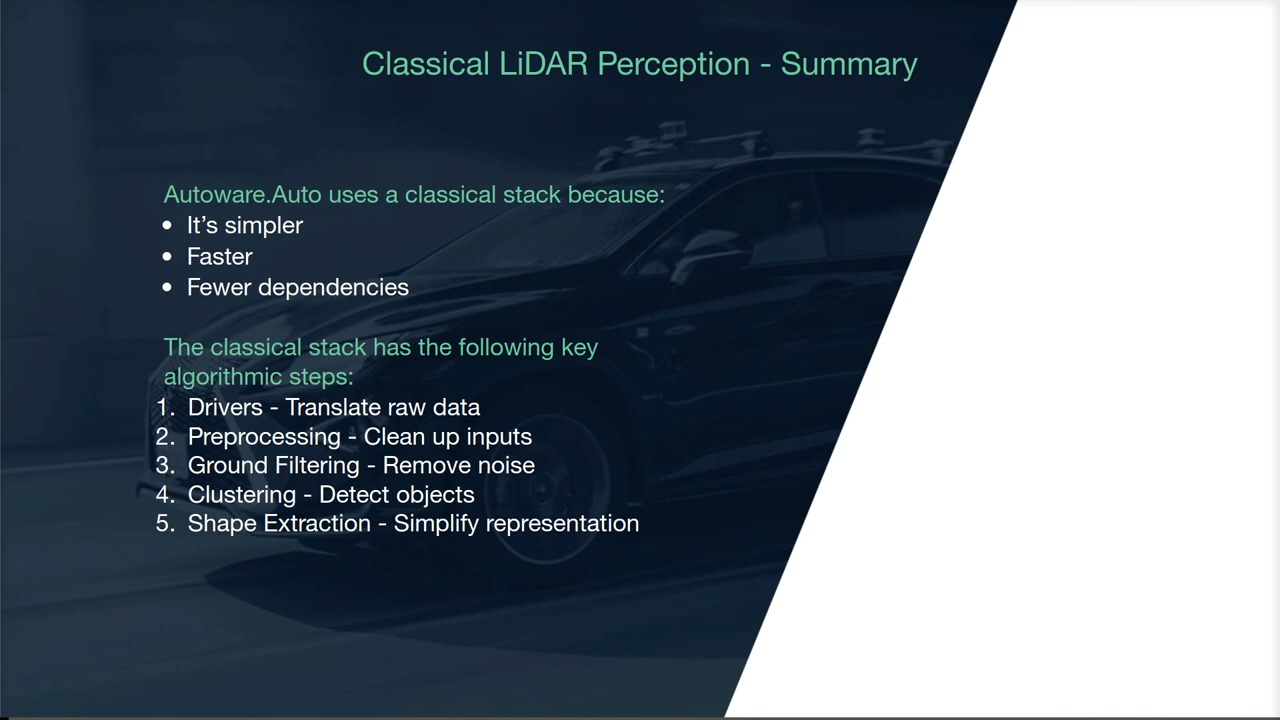 Classical LiDAR Perception - Summary
Autoware.Auto uses a classical stack because:
• It’s simpler
• Faster
• Fewer dependencies
The classical stack has the following key
algorithmic steps:
1. Drivers - Translate raw data
2. Preprocessing - Clean up inputs
3. Ground Filtering - Remove noise
4. Clustering - Detect objects
5. Shape Extraction - Simplify representation